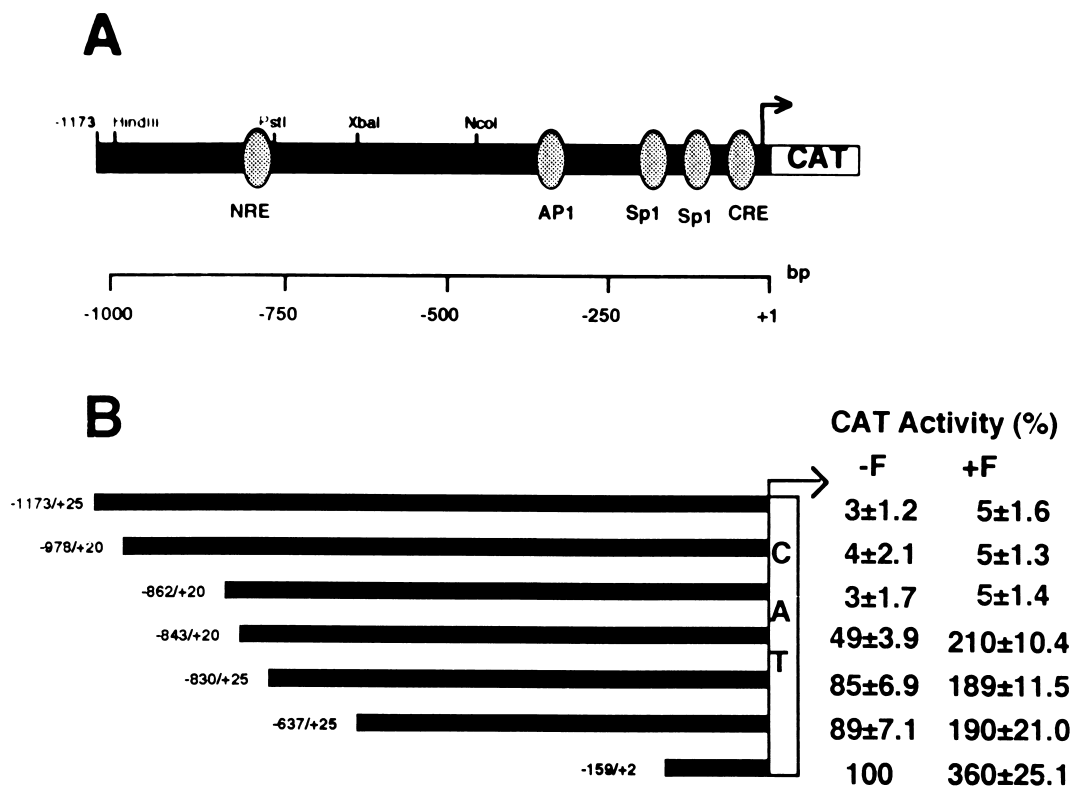 A
-1173 HindIII PstI XbaI NcoI
CAT
NRE AP1 Sp1 Sp1 CRE
bp
-1000 -750 -500 -250 +1
B
CAT Activity (%)
-F +F
-1173/+25 3±1.2 5±1.6
-978/+20 C 4±2.1 5±1.3
-862/+20 A 3±1.7 5±1.4
-843/+20 T 49±3.9 210±10.4
-830/+25 85±6.9 189±11.5
-637/+25 89±7.1 190±21.0
-159/+2 100 360±25.1